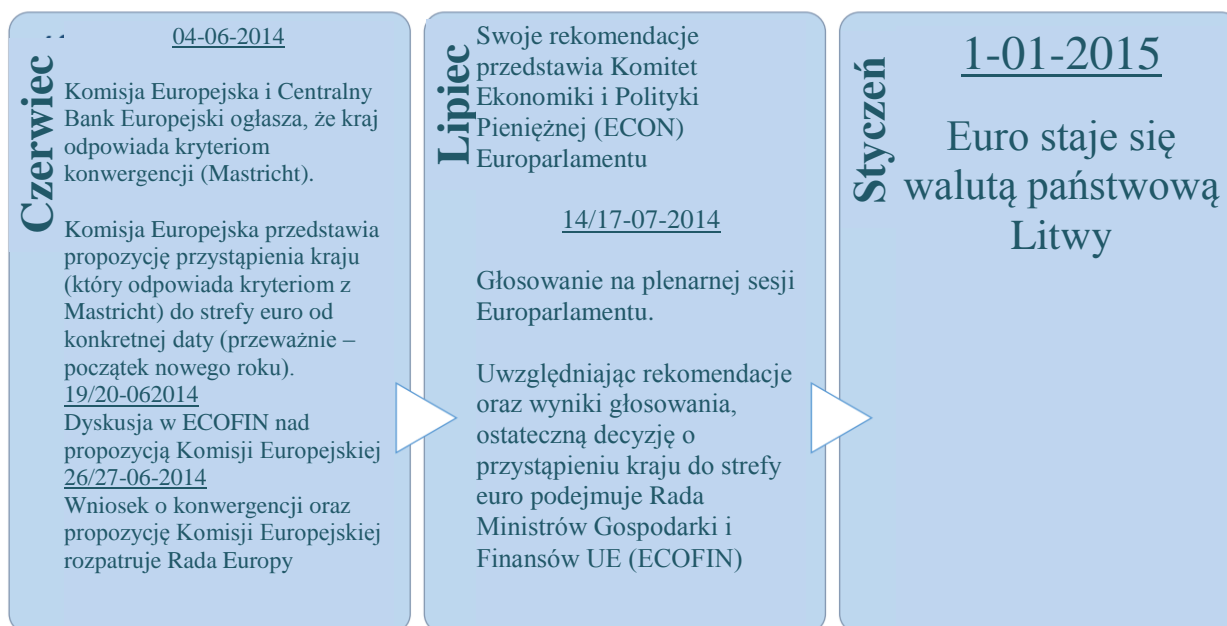 Czerwiec
04-06-2014
Komisja Europejska i Centralny
Bank Europejski ogłasza, że kraj
odpowiada kryteriom
konwergencji (Mastricht).
Komisja Europejska przedstawia
propozycję przystąpienia kraju
(który odpowiada kryteriom z
Mastricht) do strefy euro od
konkretnej daty (przeważnie –
początek nowego roku).
19/20-062014
Dyskusja w ECOFIN nad
propozycją Komisji Europejskiej
26/27-06-2014
Wniosek o konwergencji oraz
propozycję Komisji Europejskiej
rozpatruje Rada Europy
Lipiec
Swoje rekomendacje
przedstawia Komitet
Ekonomiki i Polityki
Pieniężnej (ECON)
Europarlamentu
14/17-07-2014
Głosowanie na plenarnej sesji
Europarlamentu.
Uwzględniając rekomendacje
oraz wyniki głosowania,
ostateczną decyzję o
przystąpieniu kraju do strefy
euro podejmuje Rada
Ministrów Gospodarki i
Finansów UE (ECOFIN)
Styczeń
1-01-2015
Euro staje się
walutą państwową
Litwy